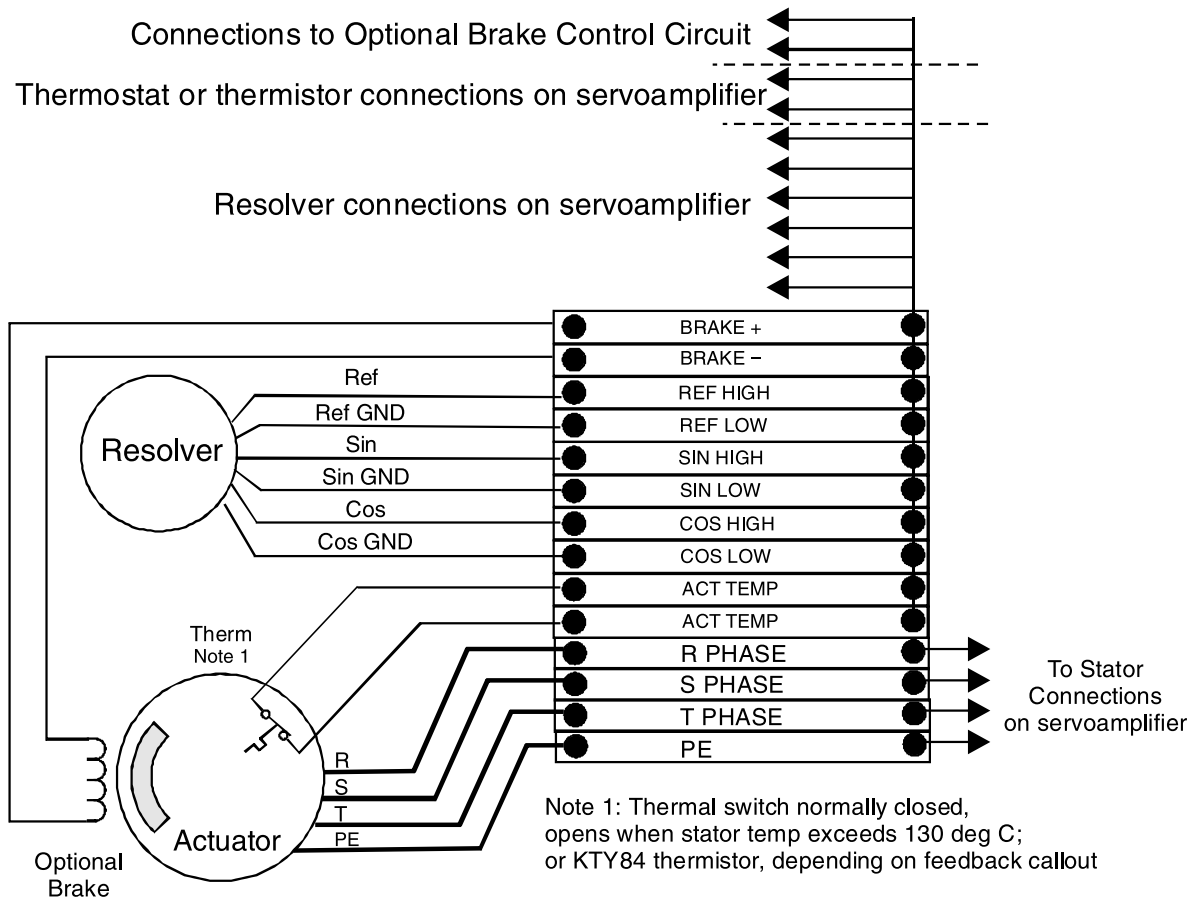 Connections to Optional Brake Control Circuit
Thermostat or thermistor connections on servoamplifier
Resolver connections on servoamplifier
BRAKE +
BRAKE –
REF HIGH
REF LOW
SIN HIGH
SIN LOW
COS HIGH
COS LOW
ACT TEMP
ACT TEMP
R PHASE
S PHASE
T PHASE
PE
Resolver
Ref
Ref GND
Sin
Sin GND
Cos
Cos GND
Therm
Note 1
R
S
T
PE
Actuator
Optional
Brake
To Stator
Connections
on servoamplifier
Note 1: Thermal switch normally closed,
opens when stator temp exceeds 130 deg C;
or KTY84 thermistor, depending on feedback callout